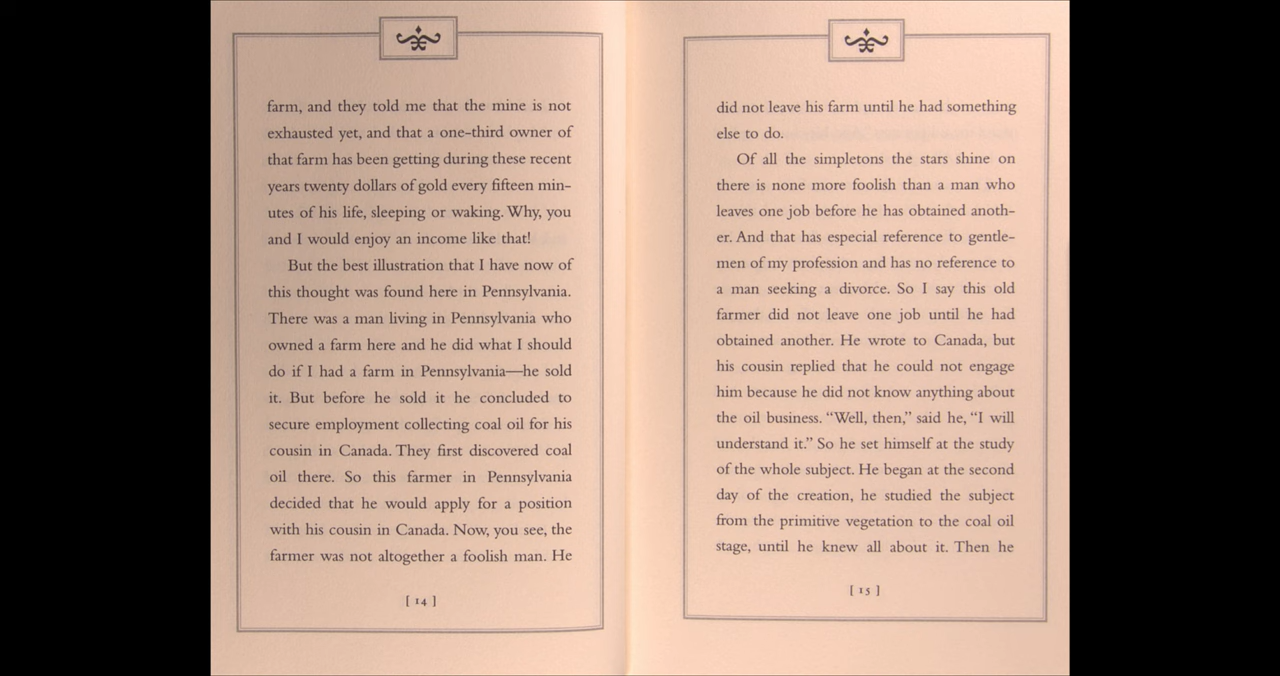 farm, and they told me that the mine is not
exhausted yet, and that a one-third owner of
that farm has been getting during these recent
years twenty dollars of gold every fifteen min-
utes of his life, sleeping or waking. Why, you
and I would enjoy an income like that!
But the best illustration that I have now of
this thought was found here in Pennsylvania.
There was a man living in Pennsylvania who
owned a farm here and he did what I should
do if I had a farm in Pennsylvania—he sold
it. But before he sold it he concluded to
secure employment collecting coal oil for his
cousin in Canada. They first discovered coal
oil there. So this farmer in Pennsylvania
decided that he would apply for a position
with his cousin in Canada. Now, you see, the
farmer was not altogether a foolish man. He
[ 14 ]
did not leave his farm until he had something
else to do.
Of all the simpletons the stars shine on
there is none more foolish than a man who
leaves one job before he has obtained anoth-
er. And that has especial reference to gentle-
men of my profession and has no reference to
a man seeking a divorce. So I say this old
farmer did not leave one job until he had
obtained another. He wrote to Canada, but
his cousin replied that he could not engage
him because he did not know anything about
the oil business. “Well, then,” said he, “I will
understand it.” So he set himself at the study
of the whole subject. He began at the second
day of the creation, he studied the subject
from the primitive vegetation to the coal oil
stage, until he knew all about it. Then he
[ 15 ]